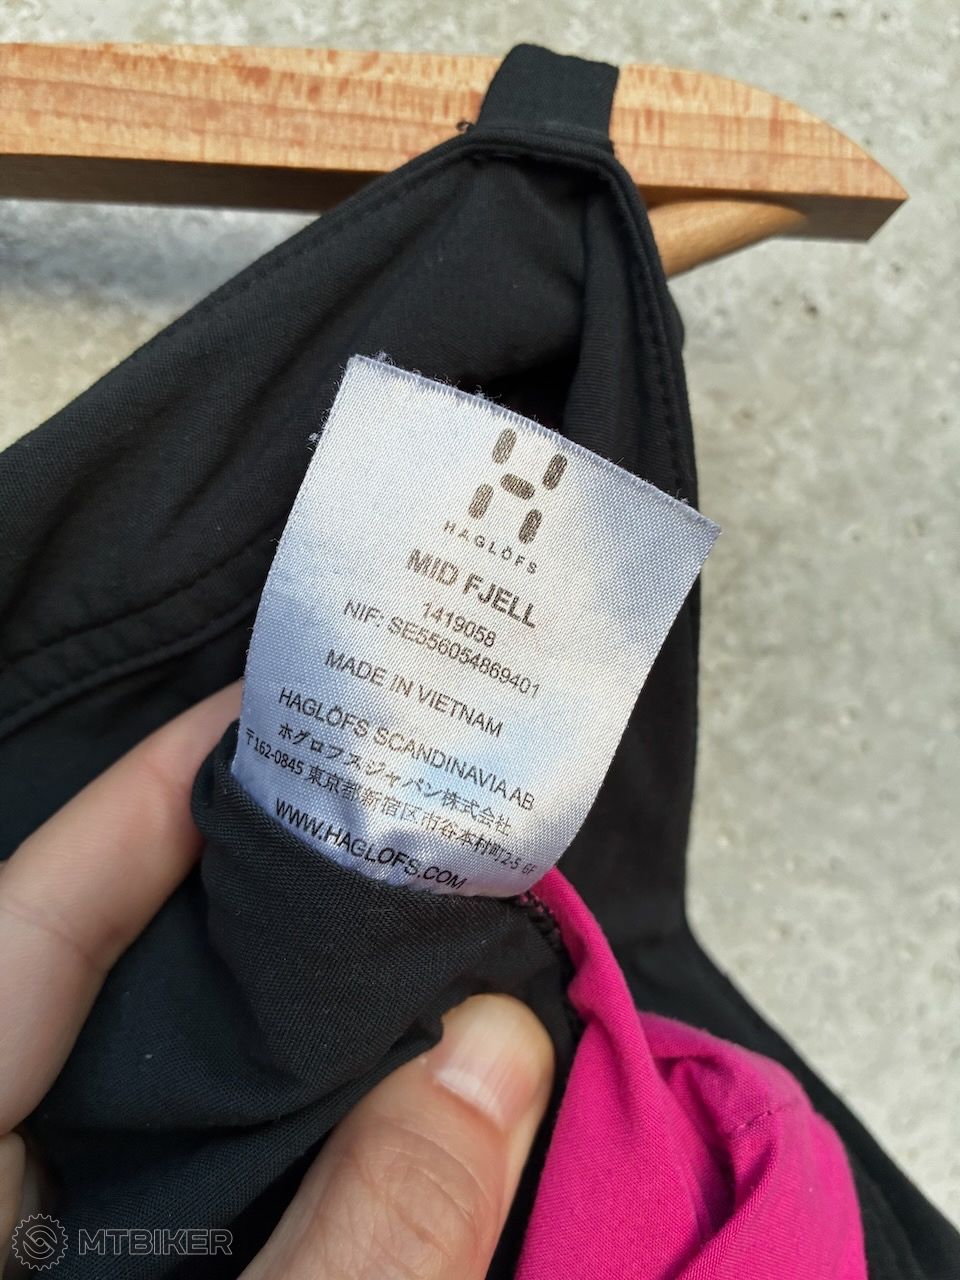 HAGLÖFS
MID FJELL
1419058
NIF: SE556054869401
MADE IN VIETNAM
HAGLÖFS SCANDINAVIA AB
ホグロフスジャパン株式会社
〒162-0845 東京都新宿区市谷本村町2-5 6F
WWW.HAGLOFS.COM
MTBIKER